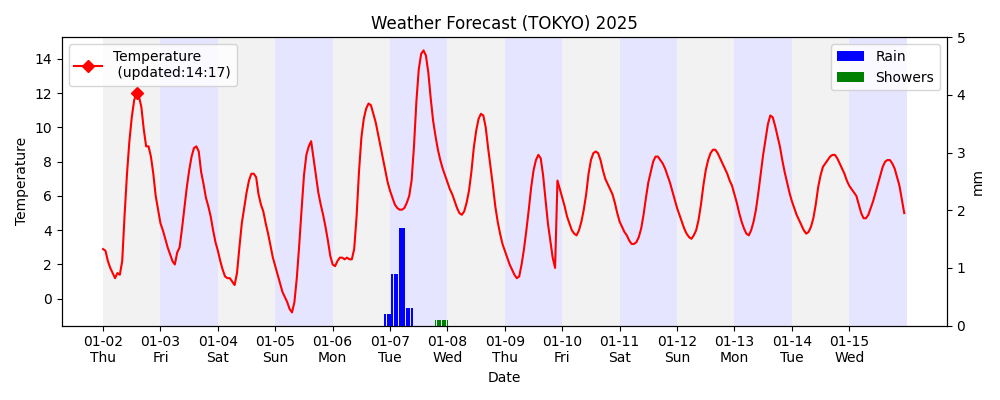 Weather Forecast (TOKYO) 2025
Temperature
(updated:14:17)
Rain
Showers
Temperature
14
12
10
8
6
4
2
0
5
4
3
2
1
0
mm
01-02 01-03 01-04 01-05 01-06 01-07 01-08 01-09 01-10 01-11 01-12 01-13 01-14 01-15
Thu Fri Sat Sun Mon Tue Wed Thu Fri Sat Sun Mon Tue Wed
Date